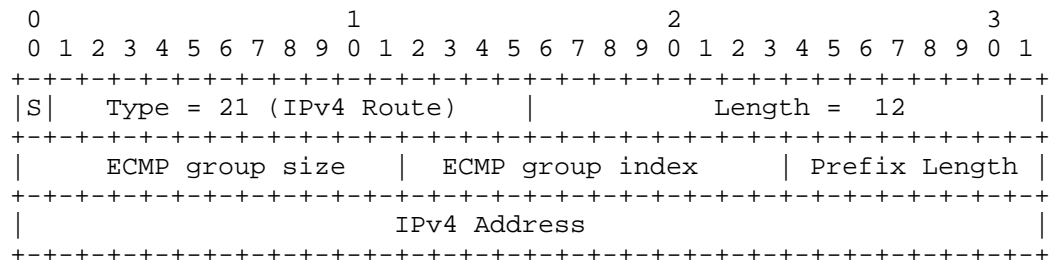 0                   1                   2                   3
 0 1 2 3 4 5 6 7 8 9 0 1 2 3 4 5 6 7 8 9 0 1 2 3 4 5 6 7 8 9 0 1
+-+-+-+-+-+-+-+-+-+-+-+-+-+-+-+-+-+-+-+-+-+-+-+-+-+-+-+-+-+-+-+-+
|S|   Type = 21 (IPv4 Route)    |           Length =  12        |
+-+-+-+-+-+-+-+-+-+-+-+-+-+-+-+-+-+-+-+-+-+-+-+-+-+-+-+-+-+-+-+-+
|     ECMP group size   |  ECMP group index     | Prefix Length |
+-+-+-+-+-+-+-+-+-+-+-+-+-+-+-+-+-+-+-+-+-+-+-+-+-+-+-+-+-+-+-+-+
|                       IPv4 Address                            |
+-+-+-+-+-+-+-+-+-+-+-+-+-+-+-+-+-+-+-+-+-+-+-+-+-+-+-+-+-+-+-+-+